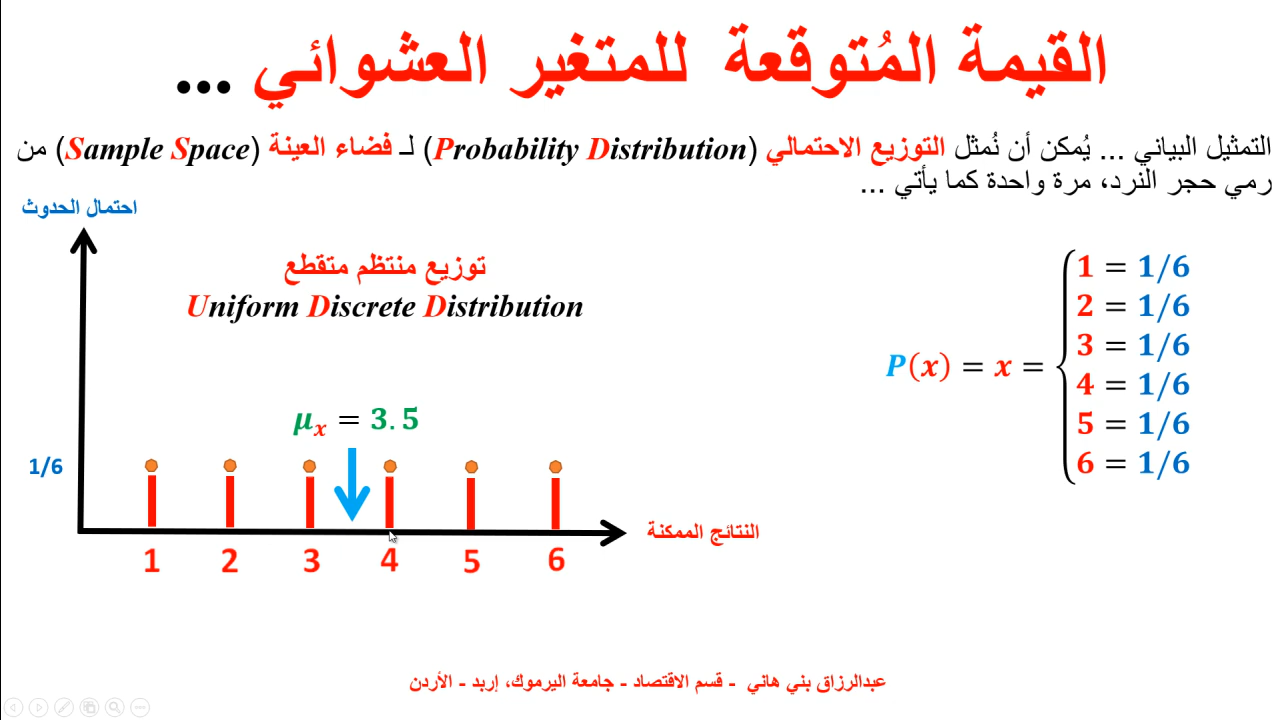 القيمة المُتوقعة للمتغير العشوائي ...
التمثيل البياني ... يُمكن أن نُمثل التوزيع الاحتمالي (Probability Distribution) لـ فضاء العينة (Sample Space) من
رمي حجر النرد، مرة واحدة كما يأتي ...
احتمال الحدوث
توزيع منتظم متقطع
Uniform Discrete Distribution
1 = 1/6
2 = 1/6
3 = 1/6
P(x) = x =
4 = 1/6
5 = 1/6
6 = 1/6
μx = 3.5
1/6
النتائج الممكنة
1 2 3 4 5 6
عبدالرزاق بني هاني - قسم الاقتصاد - جامعة اليرموك، إربد - الأردن